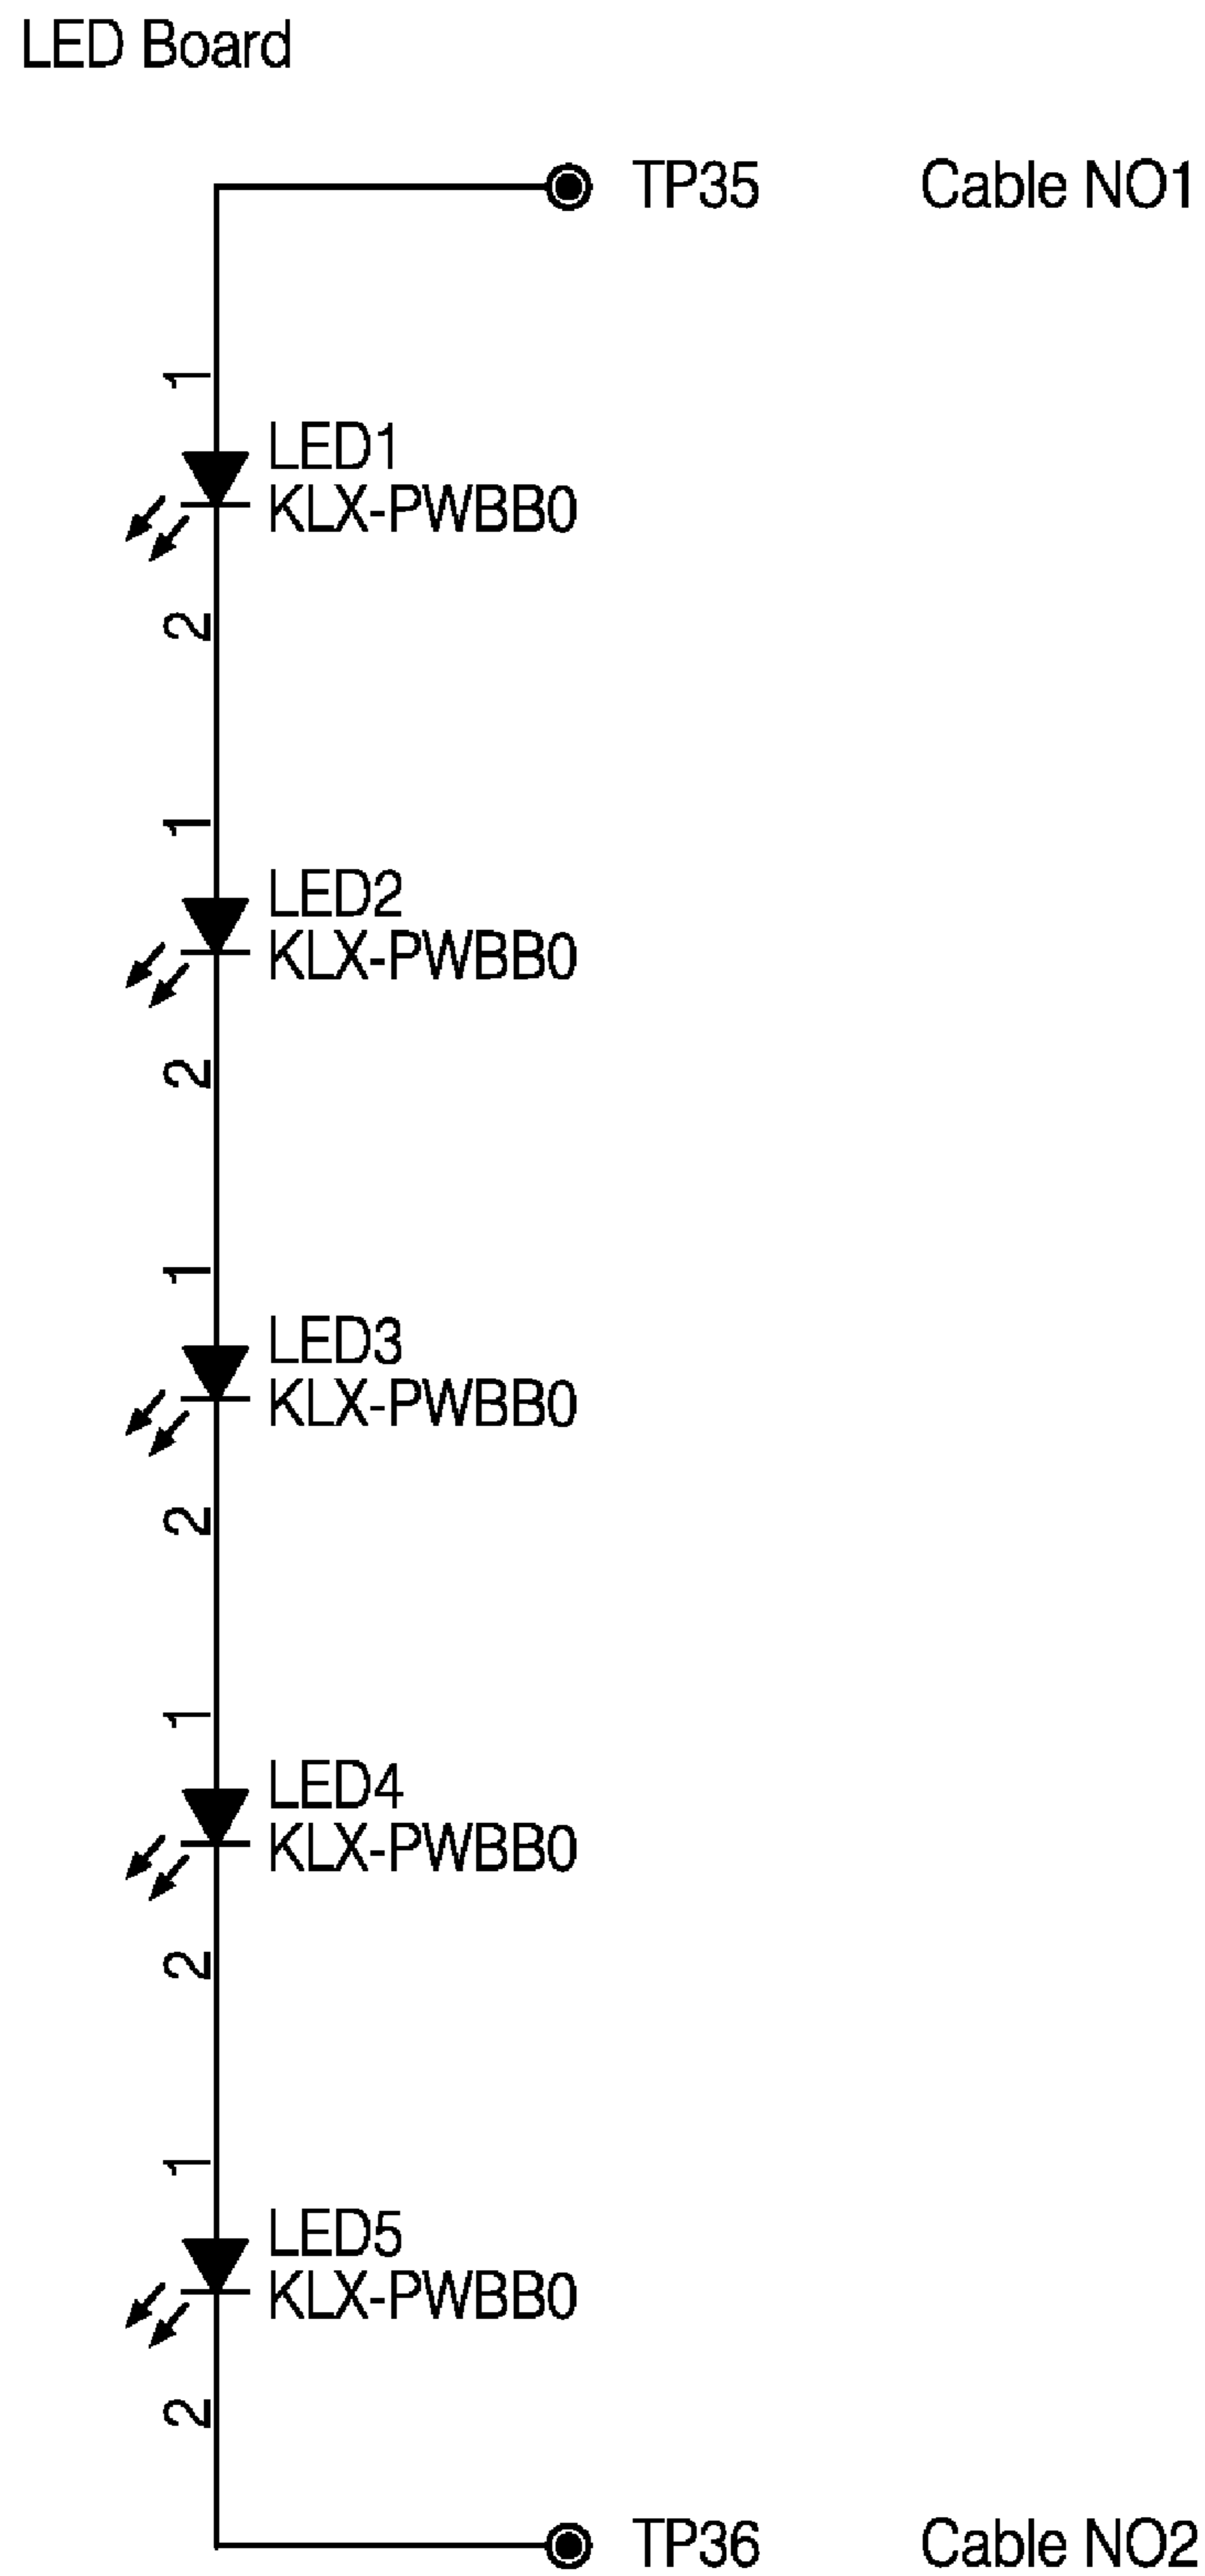 LED Board
TP35 Cable NO1
1
LED1
KLX-PWBB0
2
1
LED2
KLX-PWBB0
2
1
LED3
KLX-PWBB0
2
1
LED4
KLX-PWBB0
2
1
LED5
KLX-PWBB0
2
TP36 Cable NO2